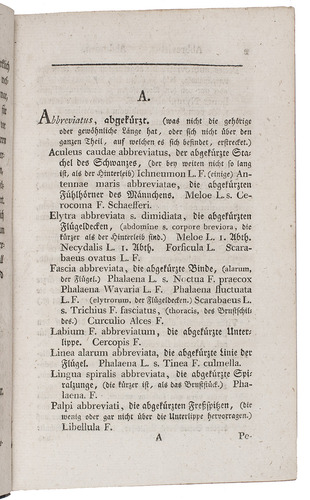 A.
Abbreviatus, abgekürzt. (was nicht die gehörige
oder gewöhnliche Länge hat, oder sich nicht über den
ganzen Theil, auf welchen es sich befindet, erstrecket.)
Aculeus caudae abbreviatus, der abgekürzte Sta-
chel des Schwanzes, (der bey weiten nicht so lang
ist, als der Hinterleib) Ichneumon L. F. (einige) An-
tennae maris abbreviatae, die abgekürzten
Fühlhörner des Männchens. Meloe L. s. Ce-
rocoma F. Schaefferi.
Elytra abbreviata s. dimidiata, die abgekürzten
Flügeldecken, (abdomine s. corpore breviora, die
kürzer als der Hinterleib sind.) Meloe L. 1. Abth.
Necydalis L. 1. Abth. Forficula L. Scara-
baeus ovatus L. F.
Fascia abbreviata, die abgekürzte Binde, (alarum,
der Flügel.) Phalaena L. s. Noctua F. praecox
Phalaena Wavaria L. F. Phalaena fluctuata
L. F. (elytrorum, der Flügeldecken.) Scarabaeus L.
s. Trichius F. fasciatus, (thoracis, des Brustschil-
des.) Curculio Alces F.
Labium F. abbreviatum, die abgekürzte Unter-
lippe. Cercopis F.
Linea alarum abbreviata, die abgekürzte Linie der
Flügel. Phalaena L. s. Tinea F. culmella.
Lingua spiralis abbreviata, die abgekürzte Spi-
ralzunge, (die kürzer ist, als das Bruststück.) Pha-
laena. F.
Palpi abbreviati, die abgekürzten Freßspitzen, (die
wenig oder gar nicht über die Unterlippe hervorragen.)
Libellula F.
A Pe-